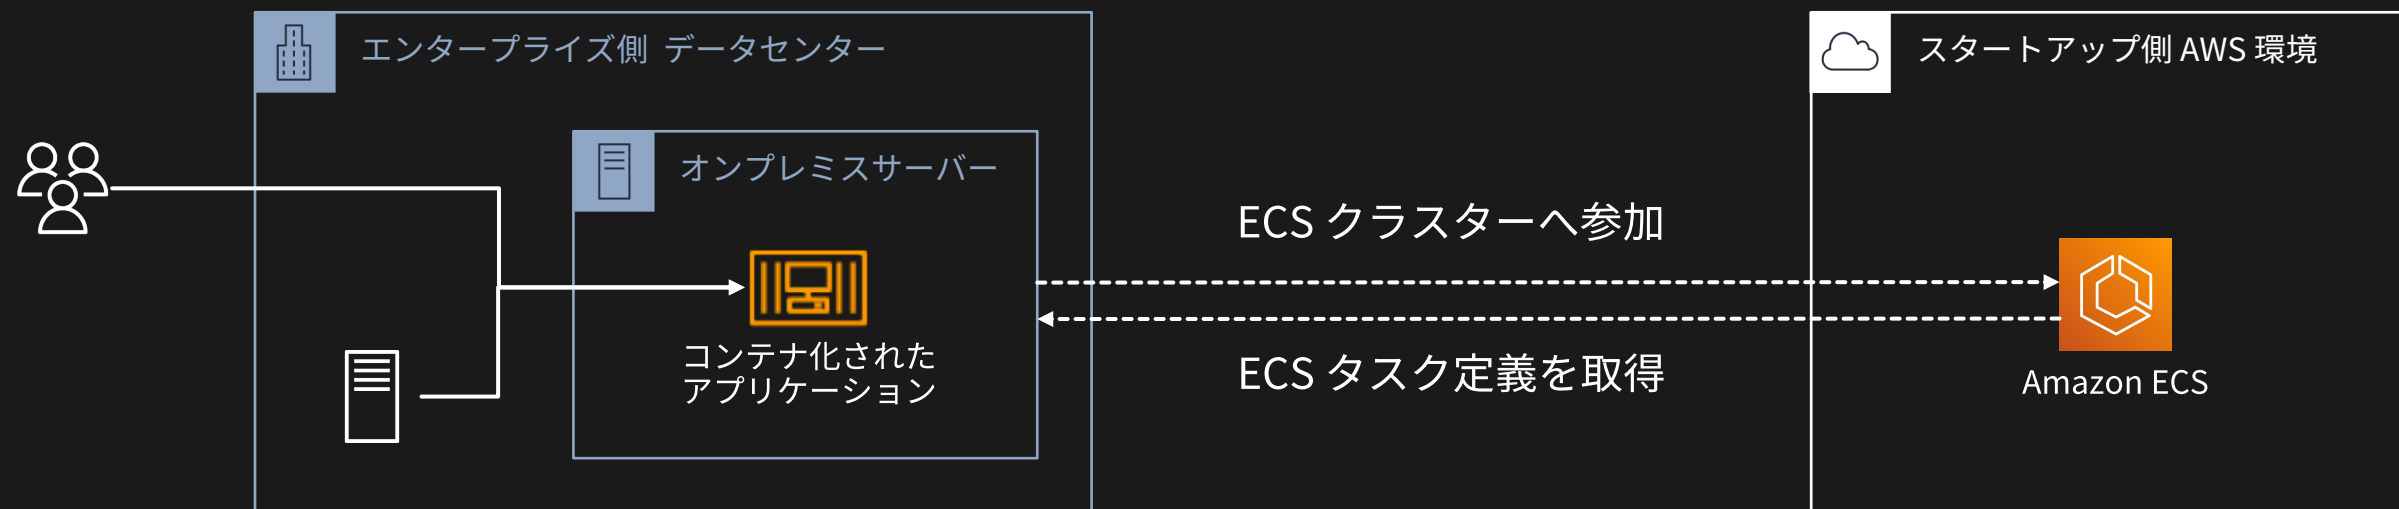 エンタープライズ側 データセンター
スタートアップ側 AWS 環境
オンプレミスサーバー
ECS クラスターへ参加
コンテナ化された
アプリケーション
ECS タスク定義を取得
Amazon ECS